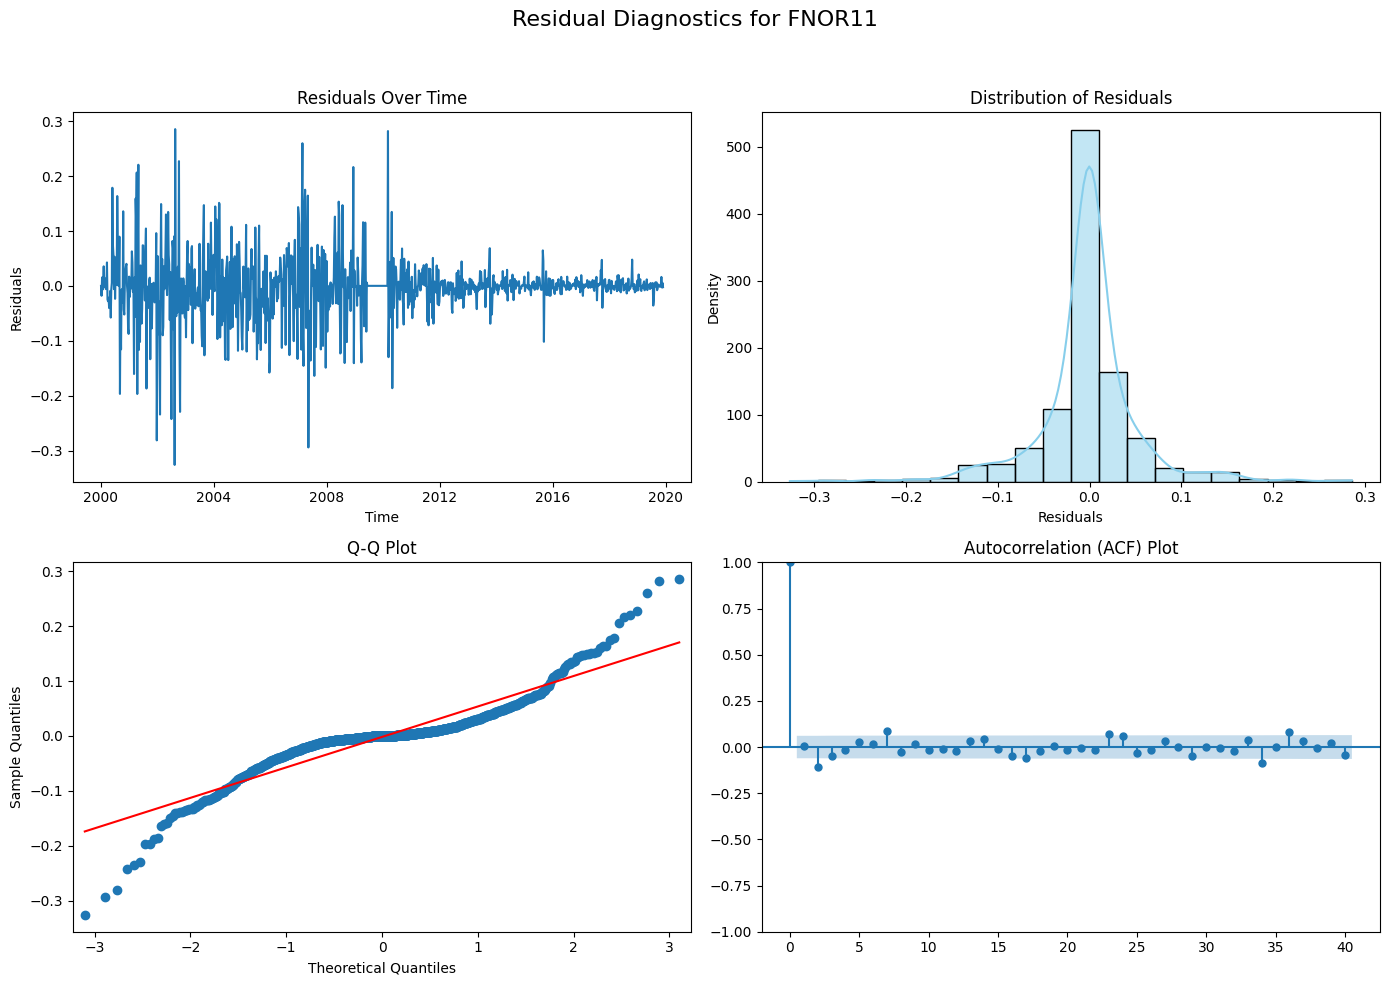 Residual Diagnostics for FNOR11
Residuals Over Time
Residuals
0.3
0.2
0.1
0.0
−0.1
−0.2
−0.3
2000 2004 2008 2012 2016 2020
Time
Distribution of Residuals
Density
500
400
300
200
100
0
−0.3 −0.2 −0.1 0.0 0.1 0.2 0.3
Residuals
Q-Q Plot
Sample Quantiles
0.3
0.2
0.1
0.0
−0.1
−0.2
−0.3
−3 −2 −1 0 1 2 3
Theoretical Quantiles
Autocorrelation (ACF) Plot
1.00
0.75
0.50
0.25
0.00
−0.25
−0.50
−0.75
−1.00
0 5 10 15 20 25 30 35 40